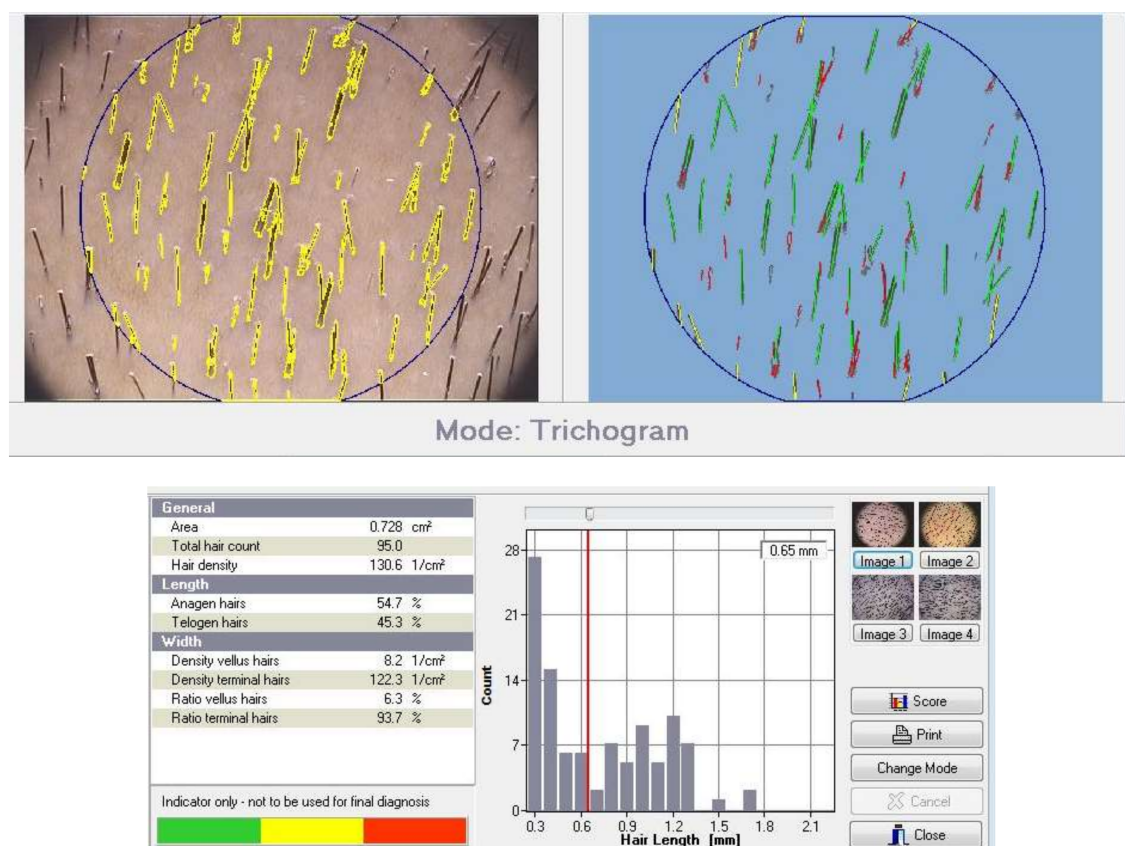 Mode: Trichogram
General
Area 0.728 cm²
Total hair count 95.0
Hair density 130.6 1/cm²
Length
Anagen hairs 54.7 %
Telogen hairs 45.3 %
Width
Density vellus hairs 8.2 1/cm²
Density terminal hairs 122.3 1/cm²
Ratio vellus hairs 6.3 %
Ratio terminal hairs 93.7 %
Indicator only - not to be used for final diagnosis
0.65 mm
28
21
14
7
0
Count
0.3 0.6 0.9 1.2 1.5 1.8 2.1
Hair Length [mm]
Image 1 Image 2
Image 3 Image 4
Score
Print
Change Mode
Cancel
Close